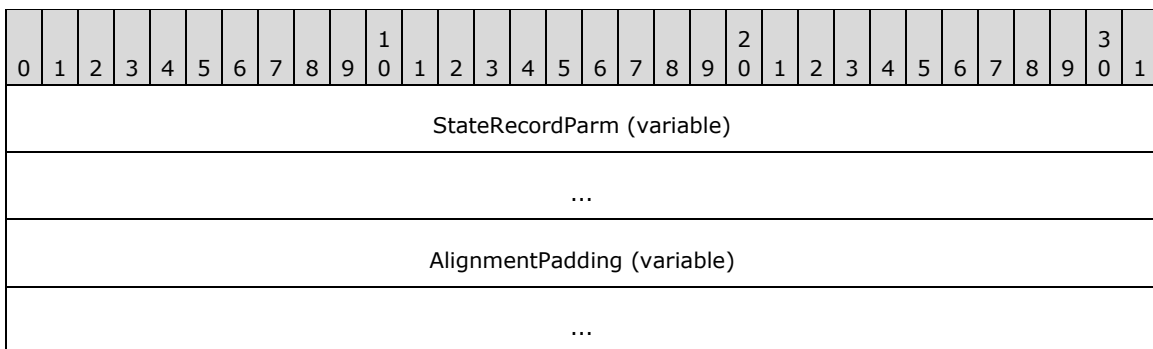 1 2 3
0 1 2 3 4 5 6 7 8 9 0 1 2 3 4 5 6 7 8 9 0 1 2 3 4 5 6 7 8 9 0 1
StateRecordParm (variable)
...
AlignmentPadding (variable)
...